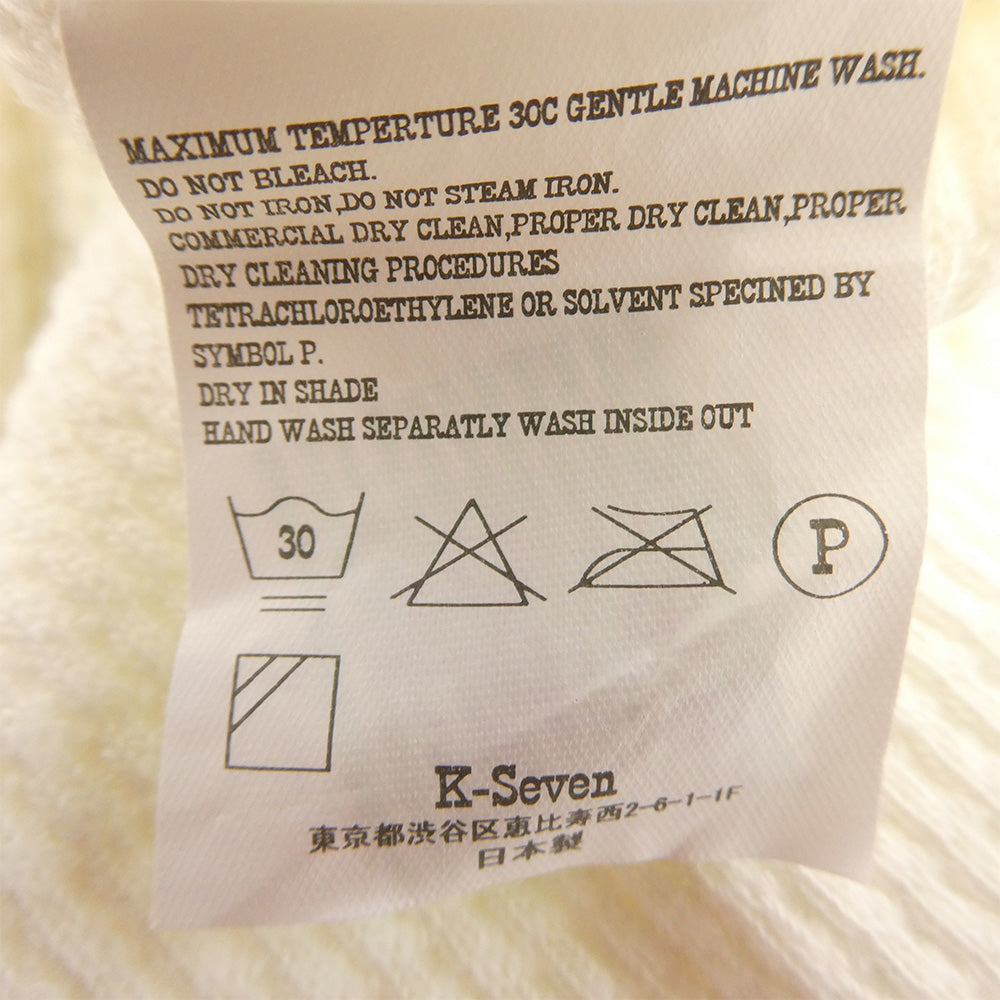 MAXIMUM TEMPERTURE 30C GENTLE MACHINE WASH.
DO NOT BLEACH.
DO NOT IRON,DO NOT STEAM IRON.
COMMERCIAL DRY CLEAN,PROPER DRY CLEAN,PROPER
DRY CLEANING PROCEDURES
TETRACHLOROETHYLENE OR SOLVENT SPECINED BY
SYMBOL P.
DRY IN SHADE
HAND WASH SEPARATLY WASH INSIDE OUT
30 P
K-Seven
東京都渋谷区恵比寿西2-6-1-1F
日本製